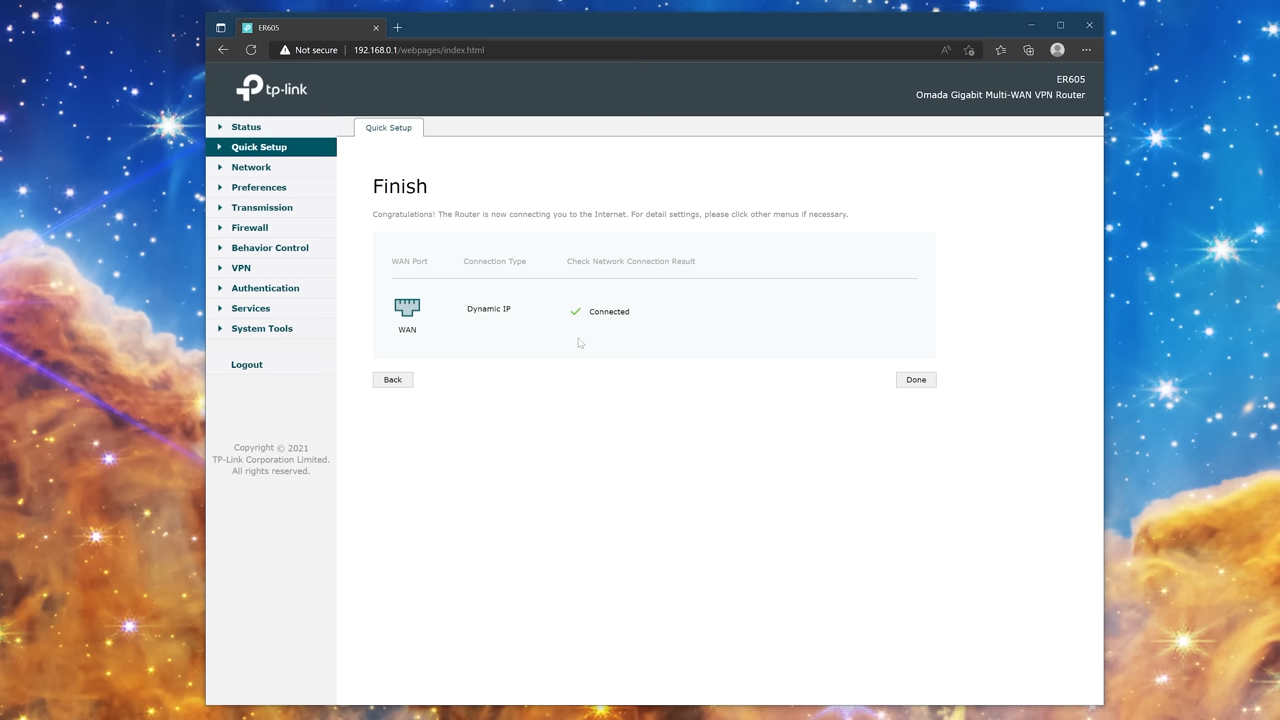 ER605
Not secure
192.168.0.1/webpages/index.html
tp-link
ER605
Omada Gigabit Multi-WAN VPN Router
Status
Quick Setup
Network
Preferences
Transmission
Firewall
Behavior Control
VPN
Authentication
Services
System Tools
Logout
Copyright © 2021
TP-Link Corporation Limited.
All rights reserved.
Quick Setup
Finish
Congratulations! The Router is now connecting you to the Internet. For detail settings, please click other menus if necessary.
WAN Port Connection Type Check Network Connection Result
Dynamic IP Connected
WAN
Back Done